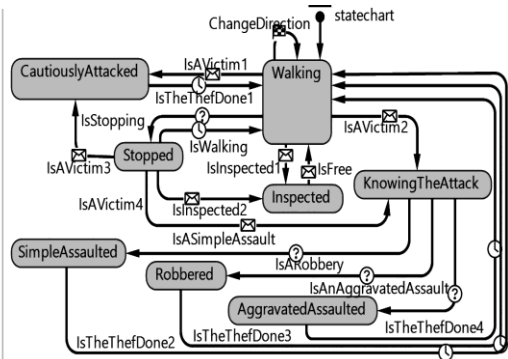 statechart
ChangeDirection
IsAVictim1
CautiouslyAttacked
Walking
IsTheThefDone1
IsStopping
IsAVictim2
IsWalking
Stopped
IsInspected1
IsFree
IsAVictim3
KnowingTheAttack
IsInspected2
Inspected
IsAVictim4
IsASimpleAssault
SimpleAssaulted
IsARobbery
Robbered
IsAnAggravatedAssault
AggravatedAssaulted
IsTheThefDone2
IsTheThefDone3
IsTheThefDone4